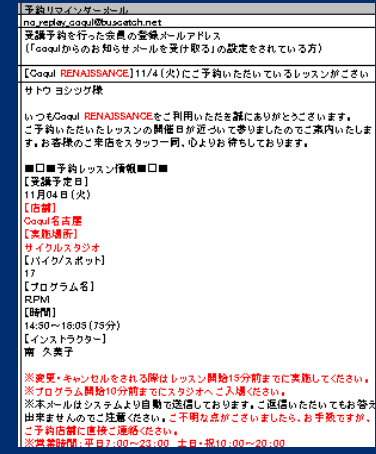 予約リマインダーメール
no_replay_coqul@buscatch.net
受講予定を行った会員の登録メールアドレス
(「coqulからのお知らせメールを受け取る」の設定をされている方)
【Coqul RENAISSANCE】11/4(火)にご予約いただいているレッスンがござい
サトウ ヨシツグ様
いつもCoqul RENAISSANCEをご利用いただき誠にありがとうございます。
ご予約いただいたレッスンの開催日が近づいて参りましたのでご案内いたしま
す。お客様のご来店をスタッフ一同、心よりお待ちしております。
■□■予約レッスン情報■□■
【受講予定日】
11月04日(火)
【店舗】
Coqul名古屋
【実施場所】
サイクルスタジオ
【バイク/スポット】
17
【プログラム名】
RPM
【時間】
14:50~16:05(75分)
【インストラクター】
南 久美子
※変更・キャンセルをされる際はレッスン開始15分前までに実施してください。
※プログラム開始10分前までにスタジオへご入場ください。
※本メールはシステムより自動で送信しております。ご返信いただいてもお答え
出来ませんのでご注意ください。ご不明な点がございましたら、お手数ですが、
ご予約店舗に直接ご連絡ください。
※営業時間:平日7:00~23:00 土日・祝10:00~20:00